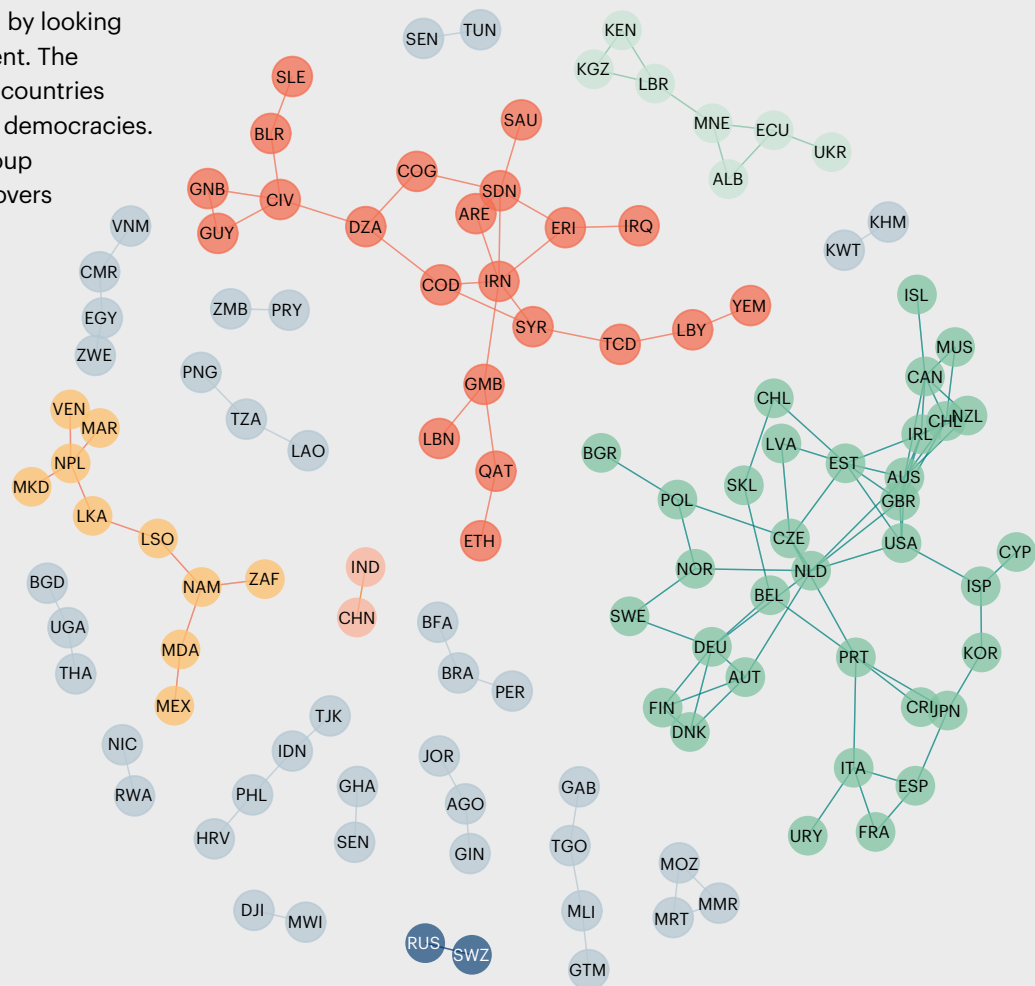 by looking
ent. The
countries
democracies.
oup
overs
SEN
TUN
KEN
KGZ
LBR
MNE
ECU
UKR
ALB
SLE
BLR
SAU
GNB
CIV
COG
SDN
ARE
GUY
DZA
ERI
IRQ
VNM
KHM
KWT
CMR
COD
IRN
ISL
EGY
ZMB
PRY
SYR
YEM
LBY
TCD
ZWE
MUS
PNG
GMB
CAN
VEN
MAR
TZA
LBN
CHL
NZL
CHL
IRL
LVA
LAO
BGR
NPL
MKD
QAT
EST
AUS
SKL
POL
GBR
LKA
LSO
ETH
CZE
USA
CYP
IND
NOR
NLD
ISP
BGD
NAM
ZAF
BEL
CHN
BFA
SWE
UGA
MDA
DEU
PRT
KOR
THA
BRA
AUT
PER
MEX
FIN
CRI
JPN
TJK
DNK
NIC
IDN
JOR
ITA
ESP
RWA
PHL
GHA
AGO
GAB
HRV
SEN
GIN
TGO
URY
FRA
MOZ
MMR
MRT
DJI
MWI
MLI
RUS
SWZ
GTM